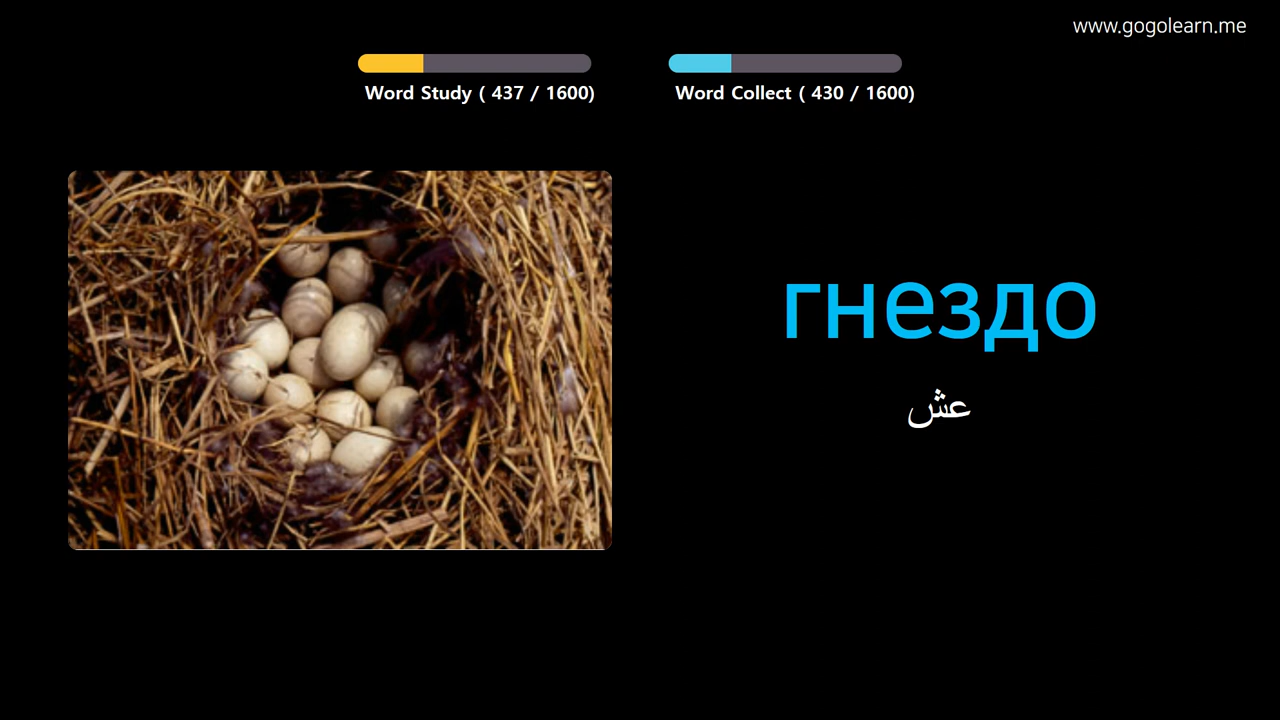 www.gogolearn.me
Word Study ( 437 / 1600)
Word Collect ( 430 / 1600)
гнездо
عش